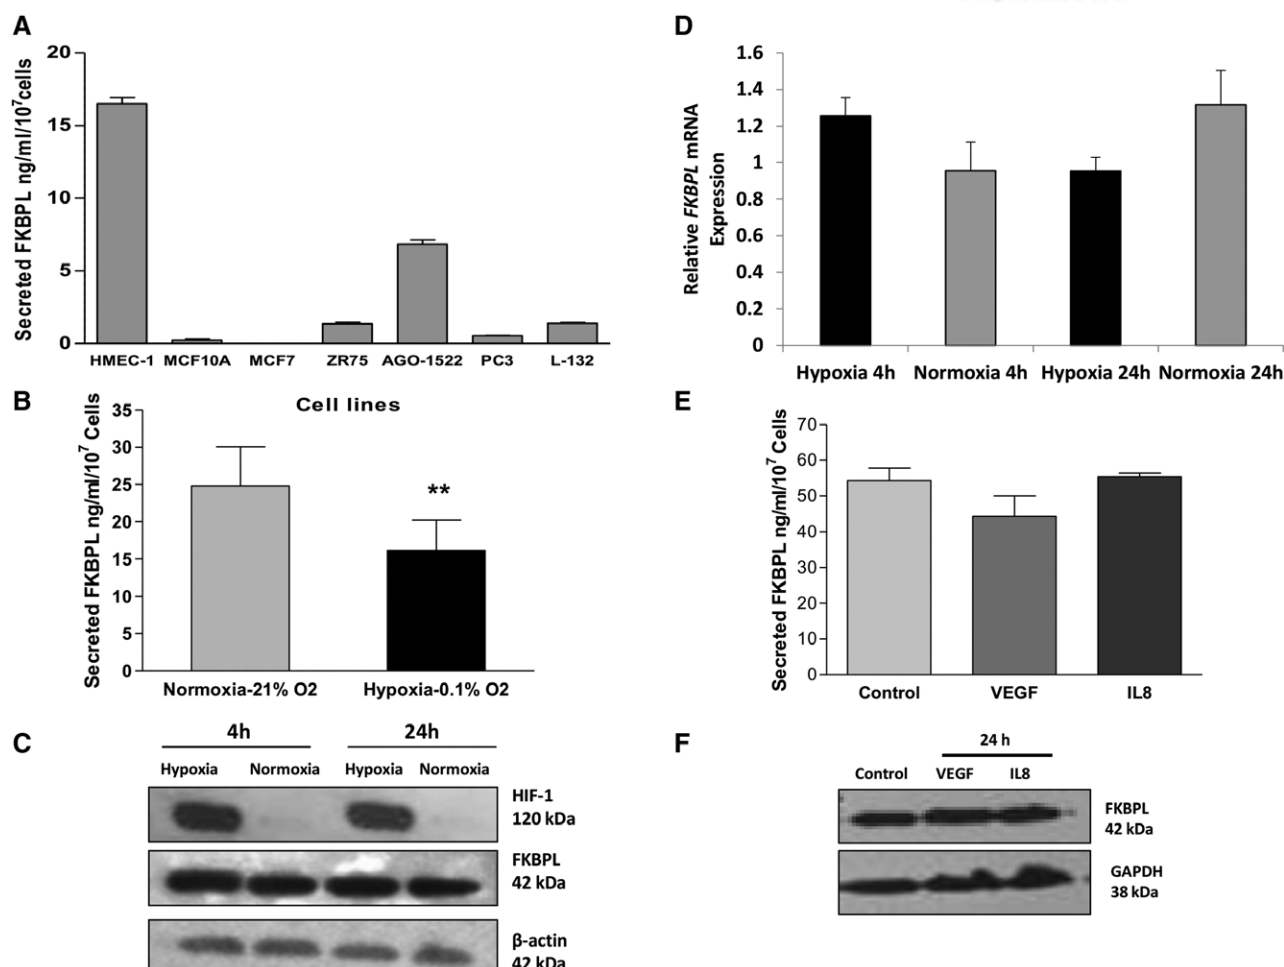 A
Secreted FKBPL ng/ml/10⁷cells
20
15
10
5
0
HMEC-1 MCF10A MCF7 ZR75 AGO-1522 PC3 L-132
Cell lines
B
Secreted FKBPL ng/ml/10⁷ Cells
35
30
25
20
15
10
5
0
**
Normoxia-21% O2 Hypoxia-0.1% O2
C
4h 24h
Hypoxia Normoxia Hypoxia Normoxia
HIF-1
120 kDa
FKBPL
42 kDa
β-actin
42 kDa
D
Relative FKBPL mRNA
Expression
1.6
1.4
1.2
1
0.8
0.6
0.4
0.2
0
Hypoxia 4h Normoxia 4h Hypoxia 24h Normoxia 24h
E
Secreted FKBPL ng/ml/10⁷ Cells
70
60
50
40
30
20
10
0
Control VEGF IL8
F
24 h
Control VEGF IL8
FKBPL
42 kDa
GAPDH
38 kDa